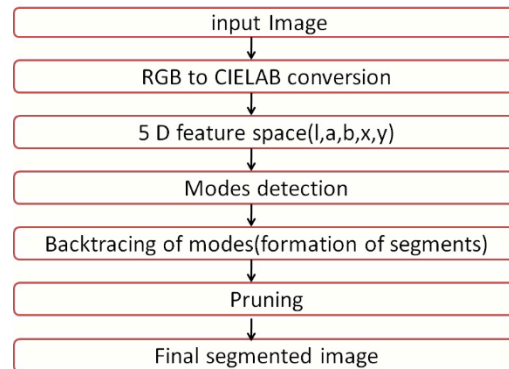 input Image
RGB to CIELAB conversion
5 D feature space(l,a,b,x,y)
Modes detection
Backtracing of modes(formation of segments)
Pruning
Final segmented image